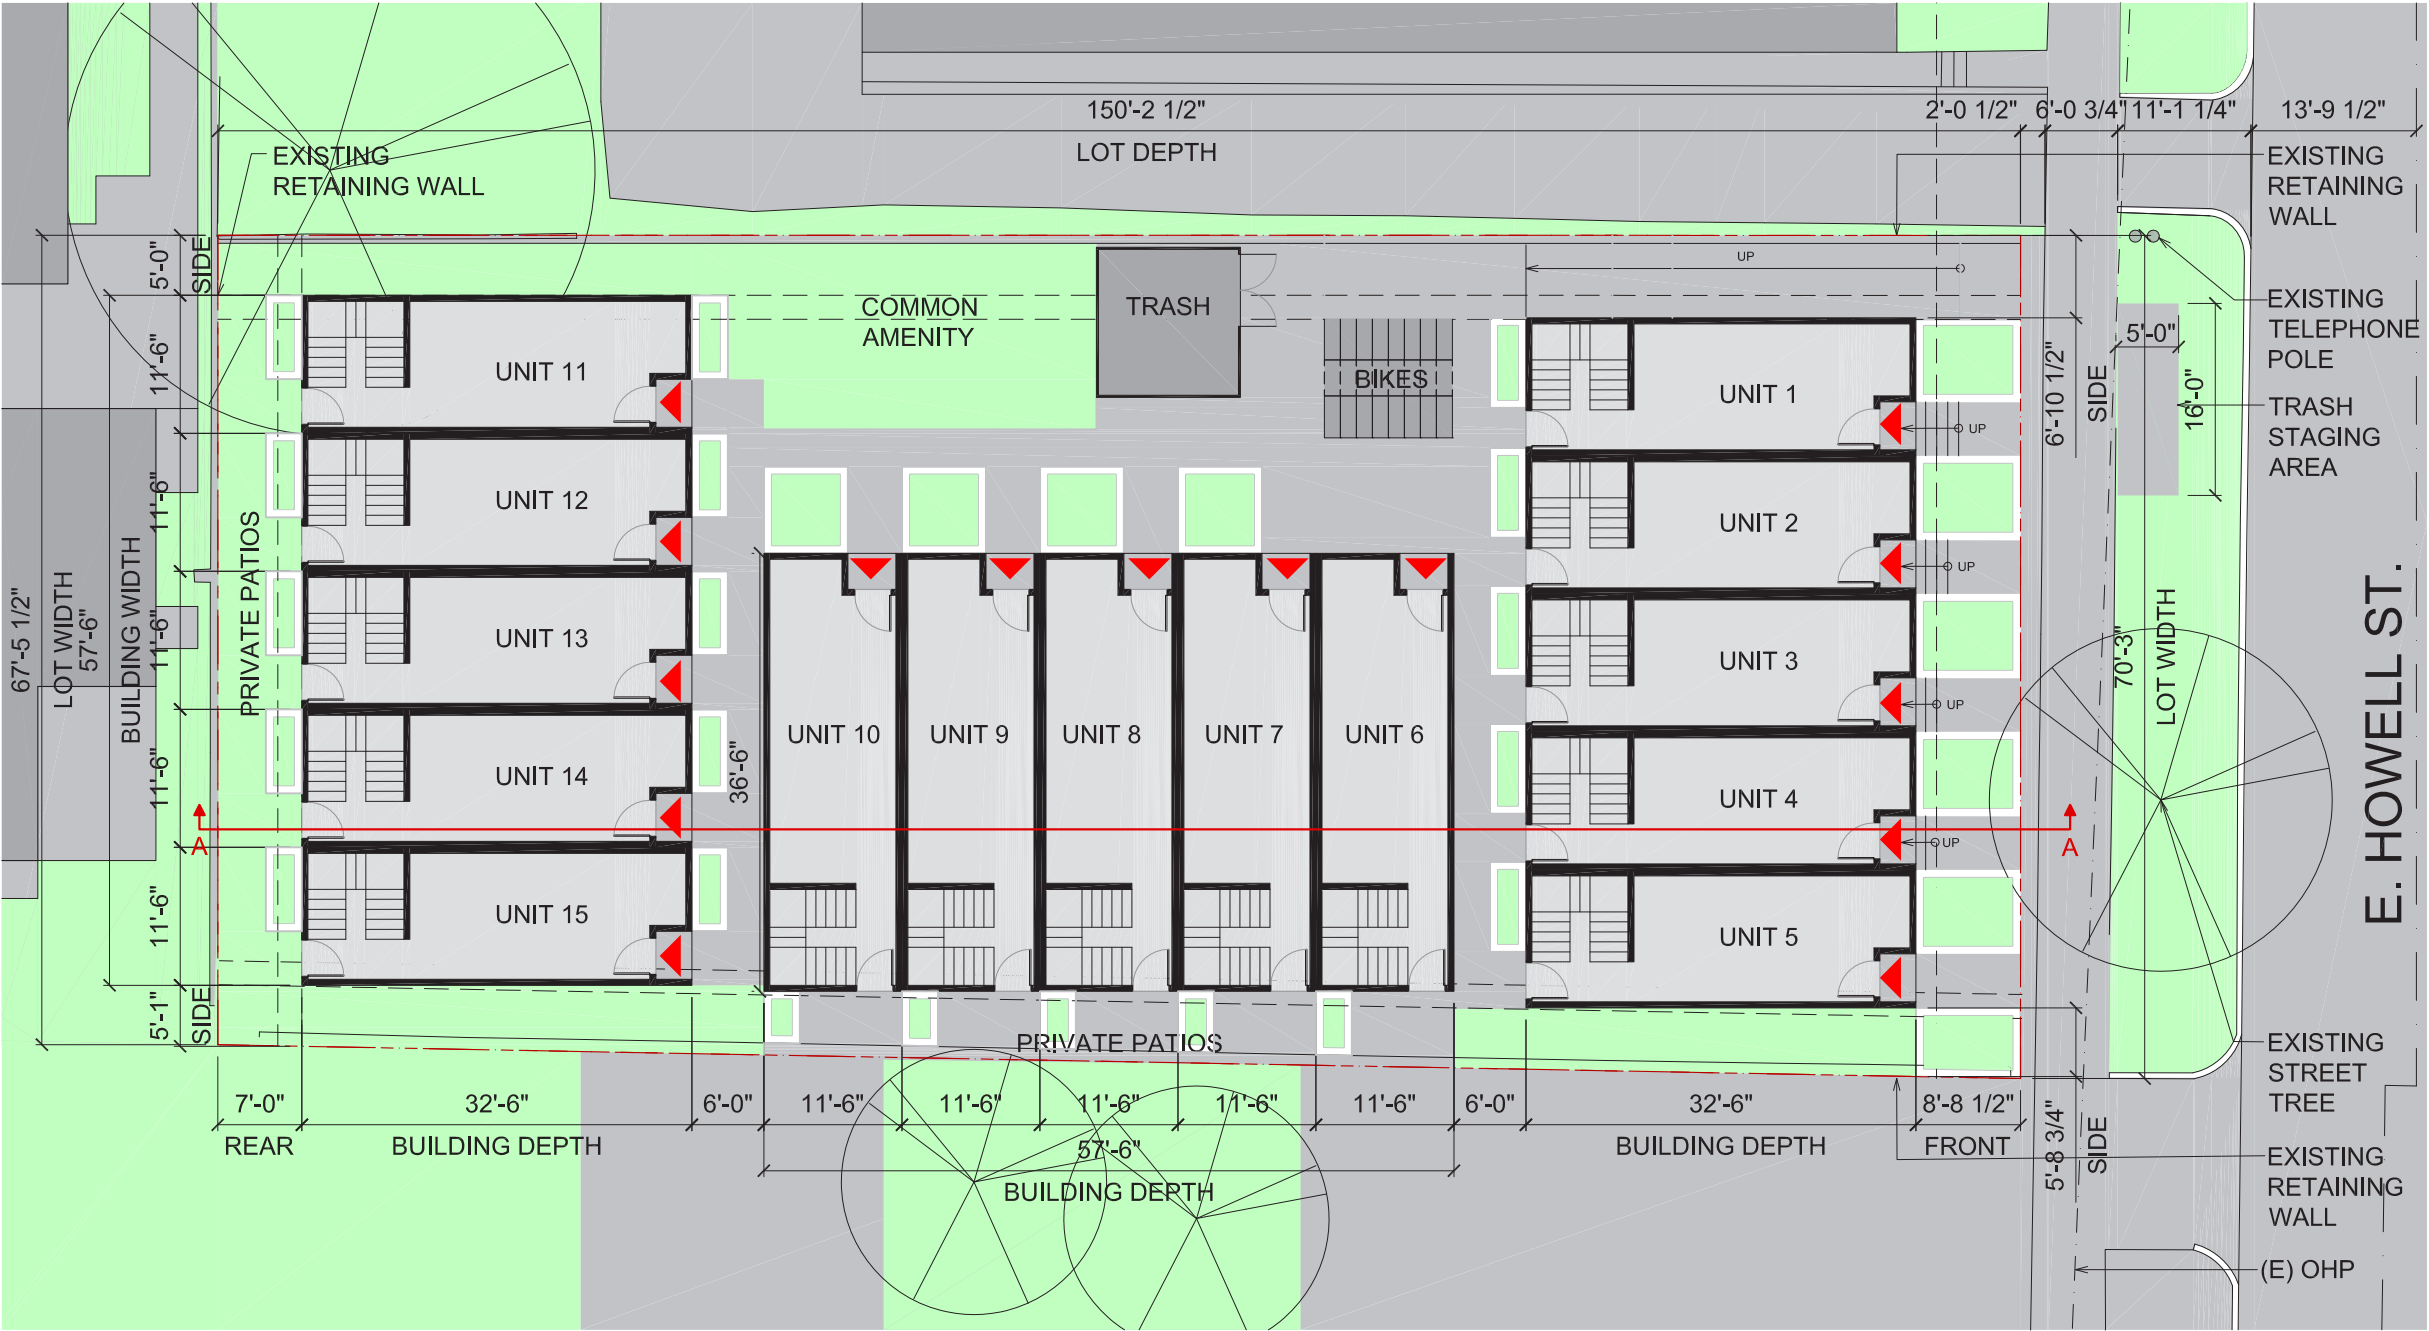 150'-2 1/2"
2'-0 1/2"
6'-0 3/4"
11'-1 1/4"
13'-9 1/2"
LOT DEPTH
EXISTING
RETAINING WALL
EXISTING
RETAINING
WALL
5'-0"
SIDE
UP
COMMON
AMENITY
TRASH
BIKES
EXISTING
TELEPHONE
POLE
5'-0"
16'-0"
TRASH
STAGING
AREA
6'-10 1/2"
SIDE
11'-6"
11'-6"
11'-6"
11'-6"
11'-6"
5'-1"
SIDE
67'-5 1/2"
LOT WIDTH
57'-6"
BUILDING WIDTH
PRIVATE PATIOS
UNIT 11
UNIT 12
UNIT 13
UNIT 14
UNIT 15
36'-6"
UNIT 10
UNIT 9
UNIT 8
UNIT 7
UNIT 6
UNIT 1
UNIT 2
UNIT 3
UNIT 4
UNIT 5
UP
UP
UP
UP
A
A
70'-3"
LOT WIDTH
E. HOWELL ST.
PRIVATE PATIOS
EXISTING
STREET
TREE
7'-0"
32'-6"
6'-0"
11'-6"
11'-6"
11'-6"
11'-6"
11'-6"
6'-0"
32'-6"
8'-8 1/2"
REAR
BUILDING DEPTH
57'-6"
BUILDING DEPTH
BUILDING DEPTH
FRONT
5'-8 3/4"
SIDE
EXISTING
RETAINING
WALL
(E) OHP